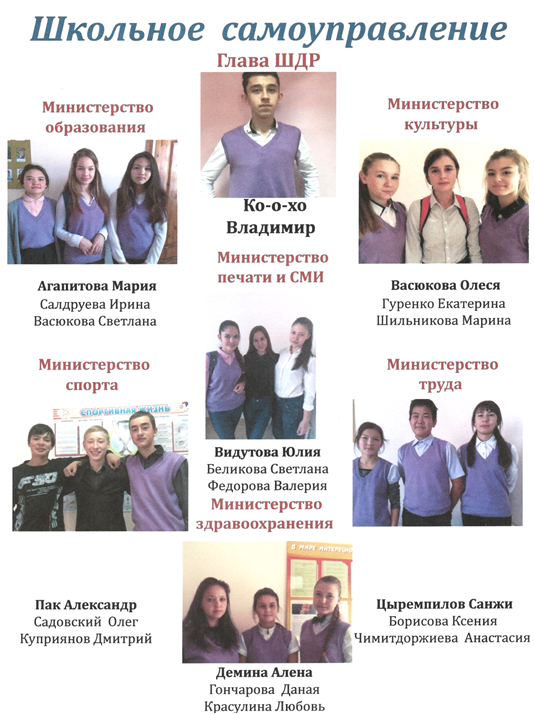 Школьное самоуправление
Глава ШДР
Министерство
образования
Министерство
культуры
Ко-о-хо
Владимир
Агапитова Мария
Салдруева Ирина
Васюкова Светлана
Министерство
печати и СМИ
Васюкова Олеся
Гуренко Екатерина
Шильникова Марина
Министерство
спорта
Министерство
труда
СПОРТИВНАЯ ЖИЗНЬ
Видутова Юлия
Беликова Светлана
Федорова Валерия
Министерство
здравоохранения
В МИРЕ ИНТЕРЕСНО
Пак Александр
Садовский Олег
Куприянов Дмитрий
Цыремпилов Санжи
Борисова Ксения
Чимитдоржиева Анастасия
Демина Алена
Гончарова Даная
Красулина Любовь